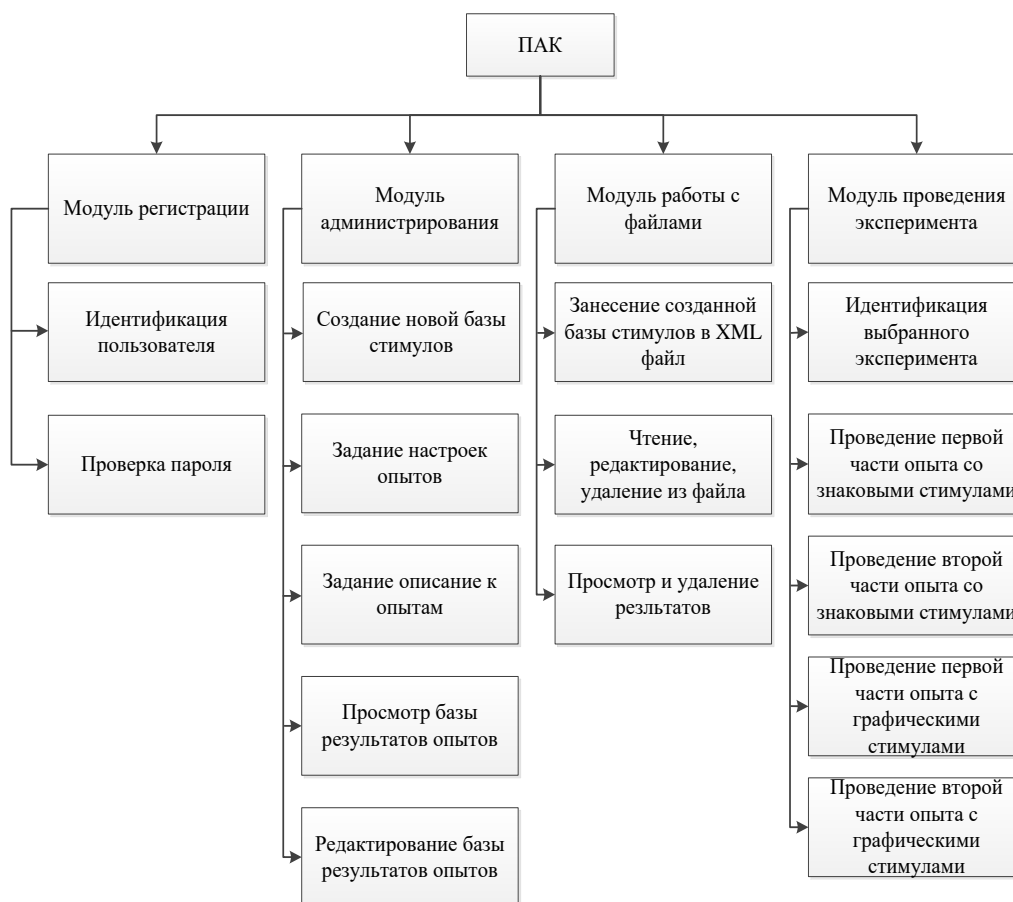 ПАК
Модуль регистрации
Идентификация
пользователя
Проверка пароля
Модуль
администрирования
Создание новой базы
стимулов
Задание настроек
опытов
Задание описание к
опытам
Просмотр базы
результатов опытов
Редактирование базы
результатов опытов
Модуль работы с
файлами
Занесение созданной
базы стимулов в XML
файл
Чтение,
редактирование,
удаление из файла
Просмотр и удаление
резльтатов
Модуль проведения
эксперимента
Идентификация
выбранного
эксперимента
Проведение первой
части опыта со
знаковыми стимулами
Проведение второй
части опыта со
знаковыми стимулами
Проведение первой
части опыта с
графическими
стимулами
Проведение второй
части опыта с
графическими
стимулами